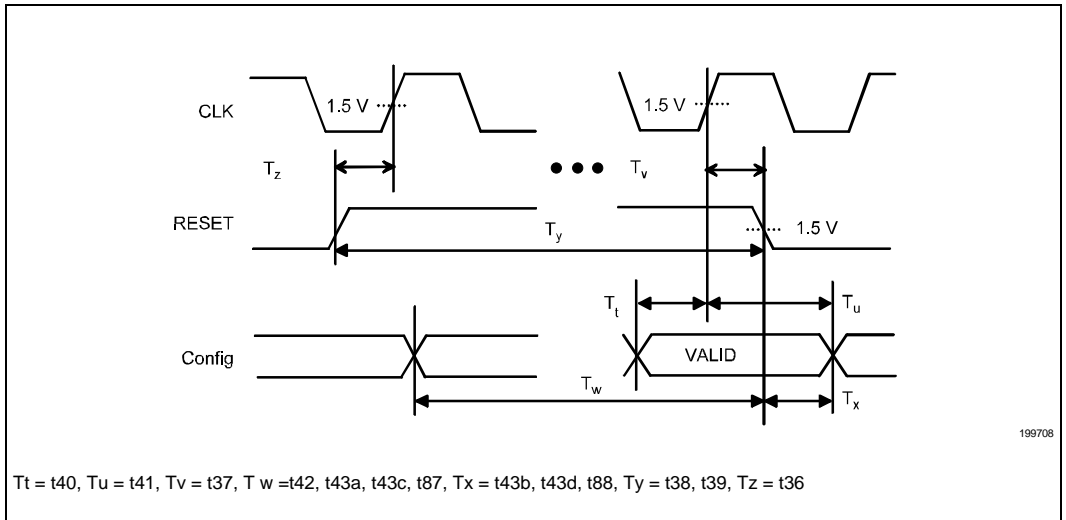 CLK
1.5 V
1.5 V
Tz
Tv
RESET
Ty
1.5 V
Tt
Tu
Config
VALID
Tw
Tx
199708
Tt = t40, Tu = t41, Tv = t37, T w =t42, t43a, t43c, t87, Tx = t43b, t43d, t88, Ty = t38, t39, Tz = t36